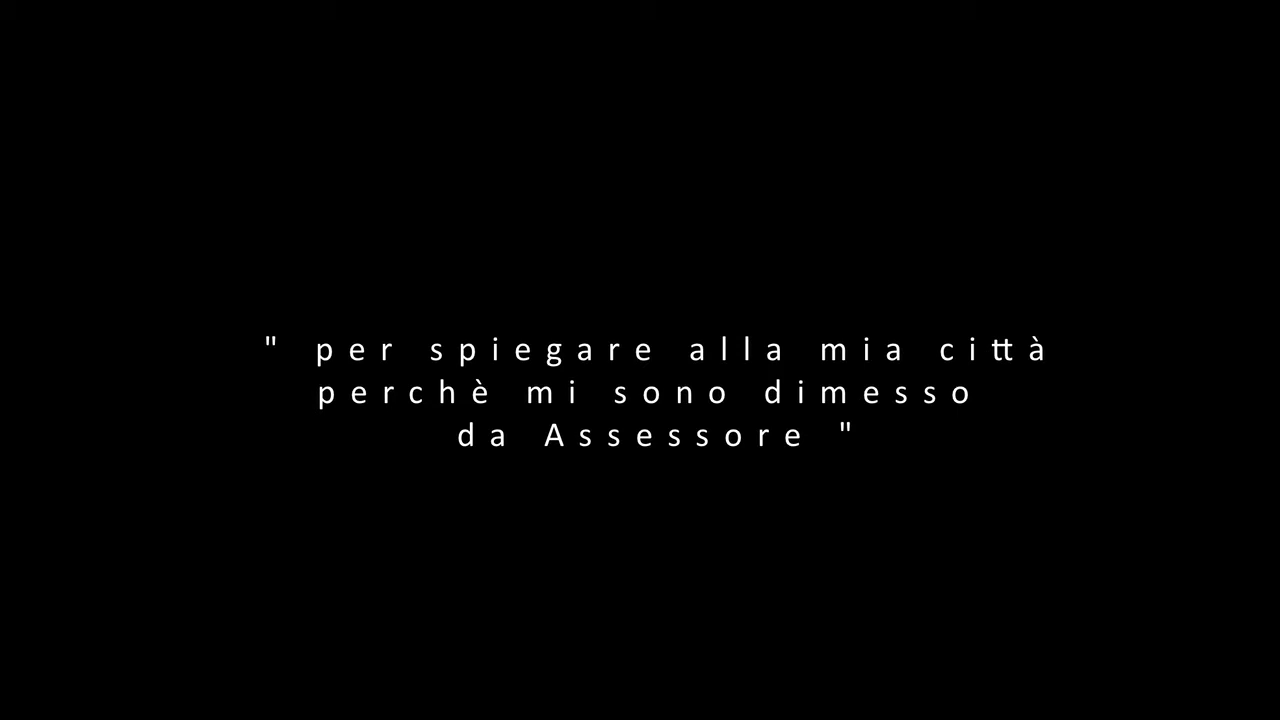 " per spiegare alla mia città
perchè mi sono dimesso
da Assessore "